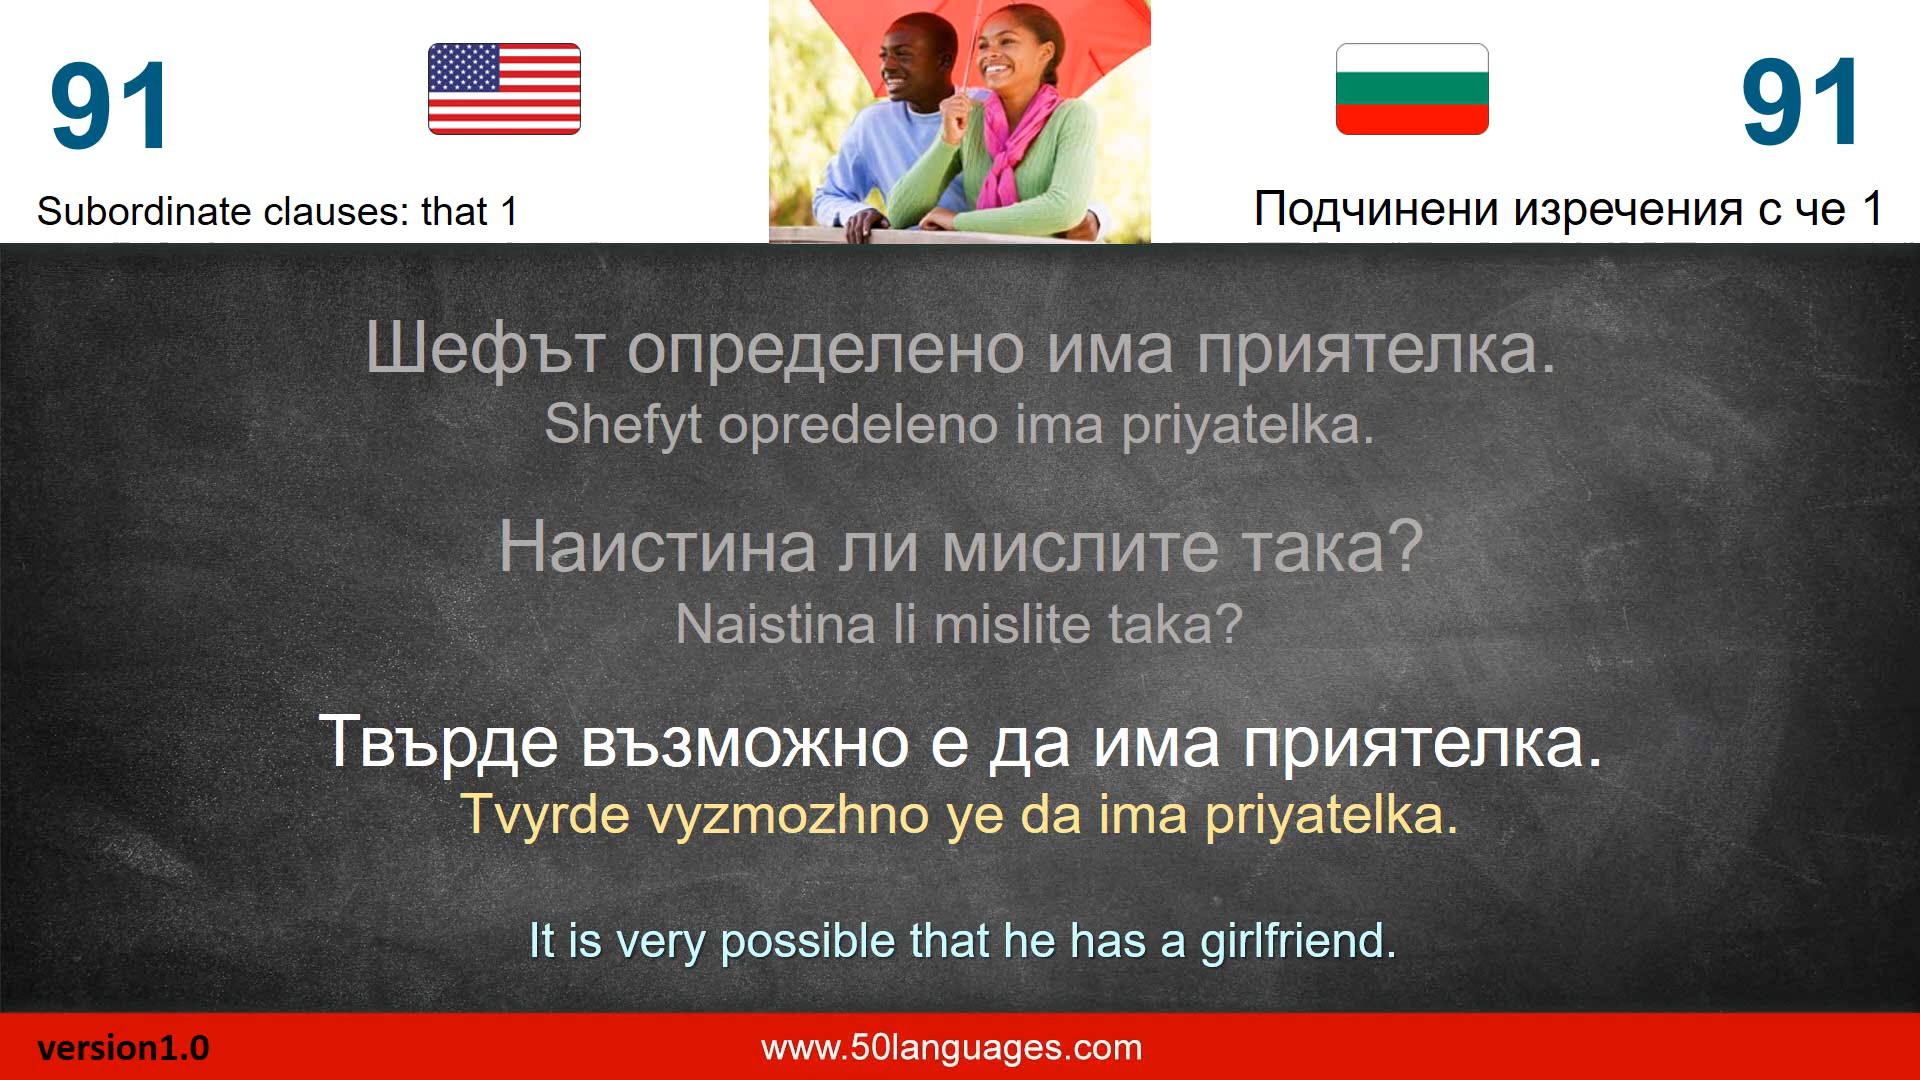 91
91
Subordinate clauses: that 1
Подчинени изречения с че 1
Шефът определено има приятелка.
Shefyt opredeleno ima priyatelka.
Наистина ли мислите така?
Naistina li mislite taka?
Твърде възможно е да има приятелка.
Tvyrde vyzmozhno ye da ima priyatelka.
It is very possible that he has a girlfriend.
version1.0
www.50languages.com